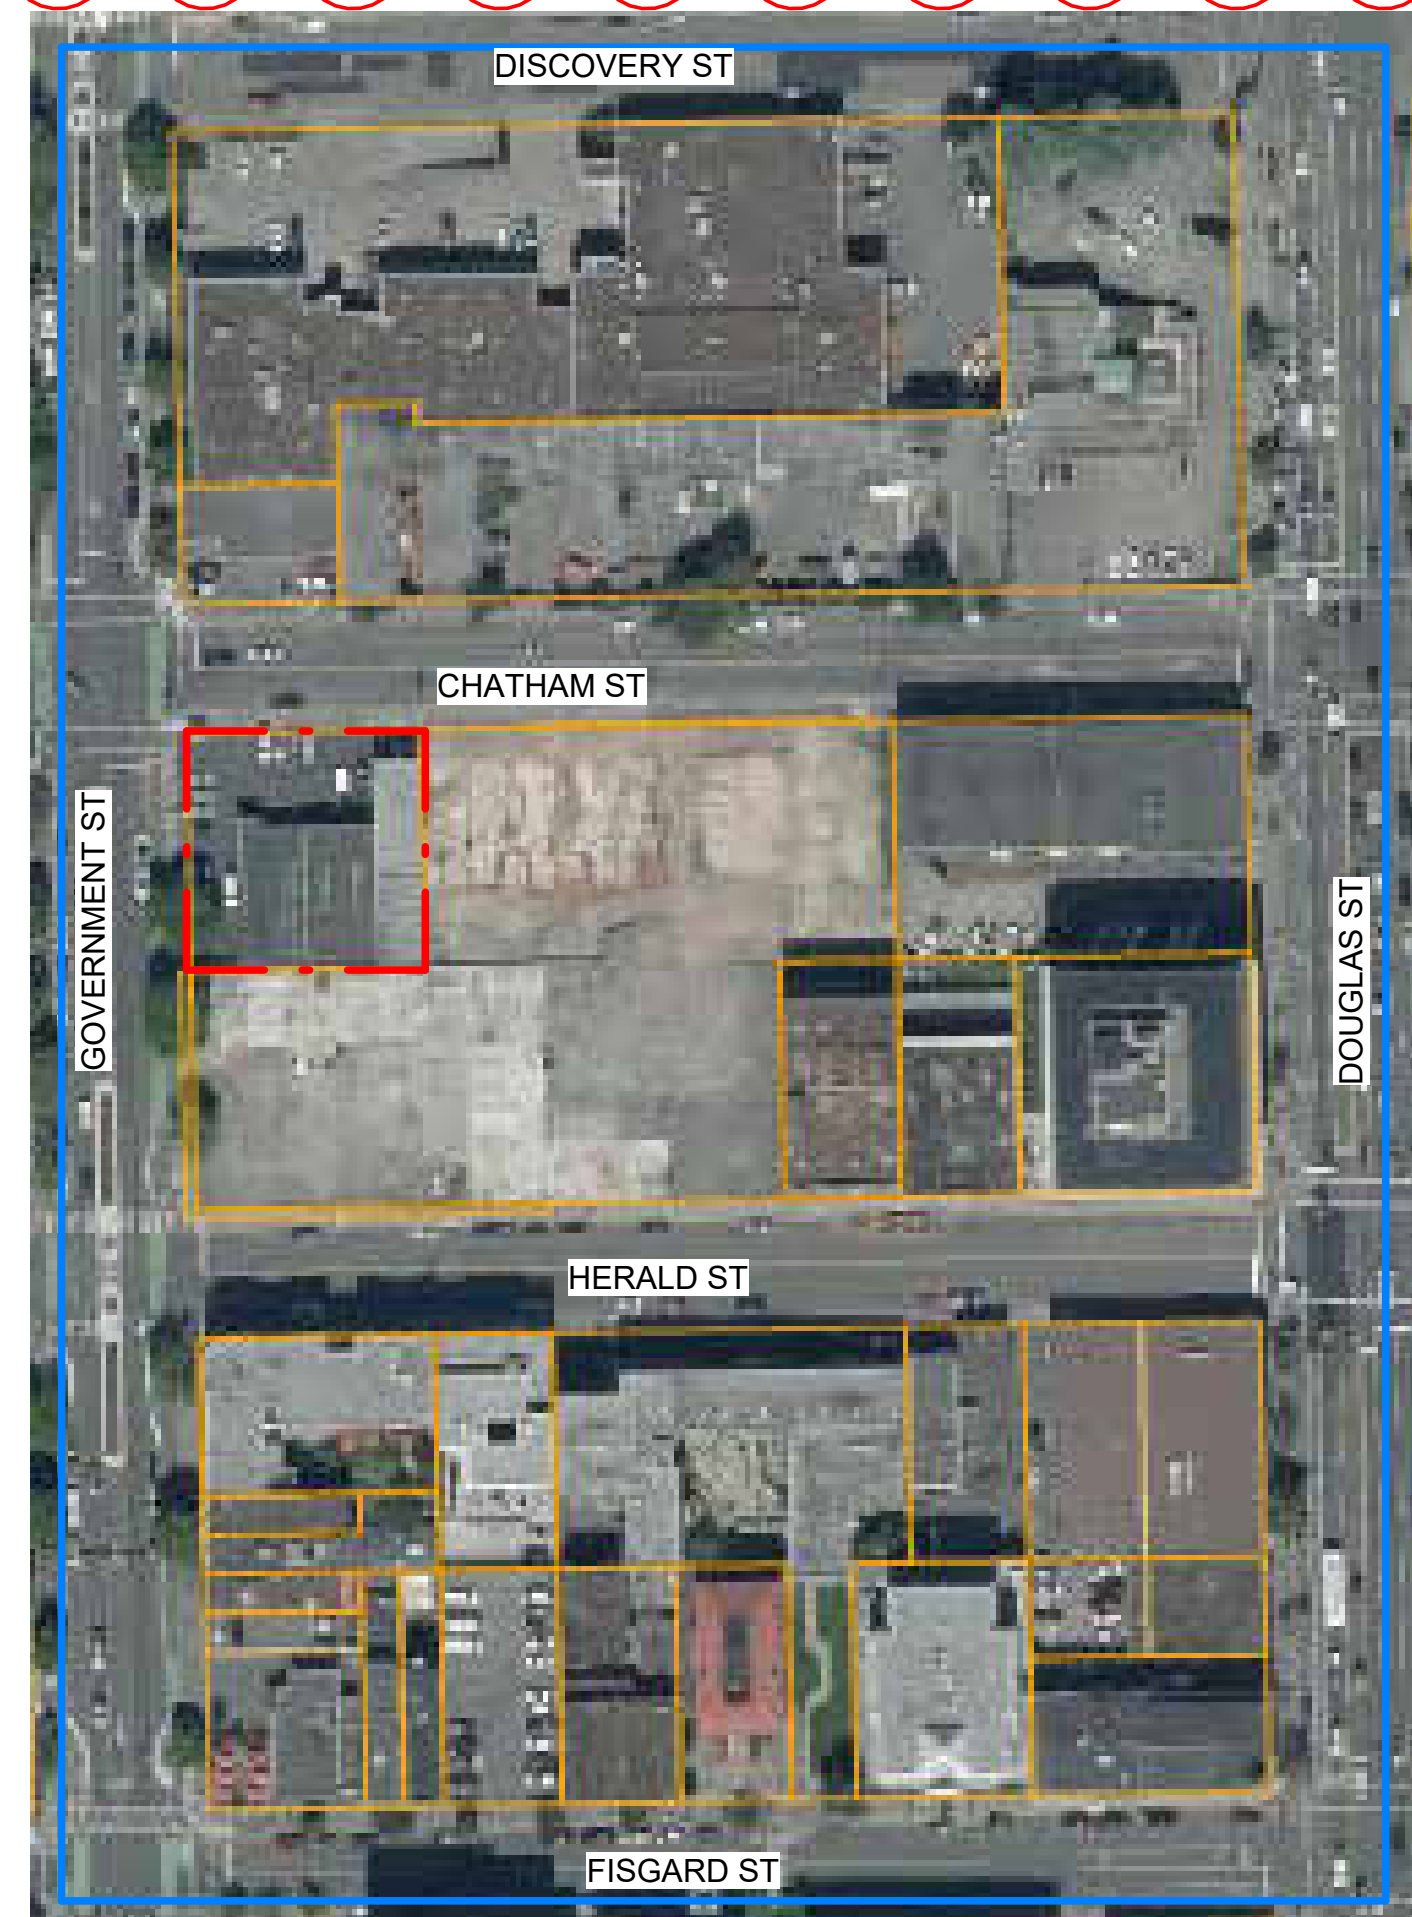 DISCOVERY ST
CHATHAM ST
GOVERNMENT ST
DOUGLAS ST
HERALD ST
FISGARD ST